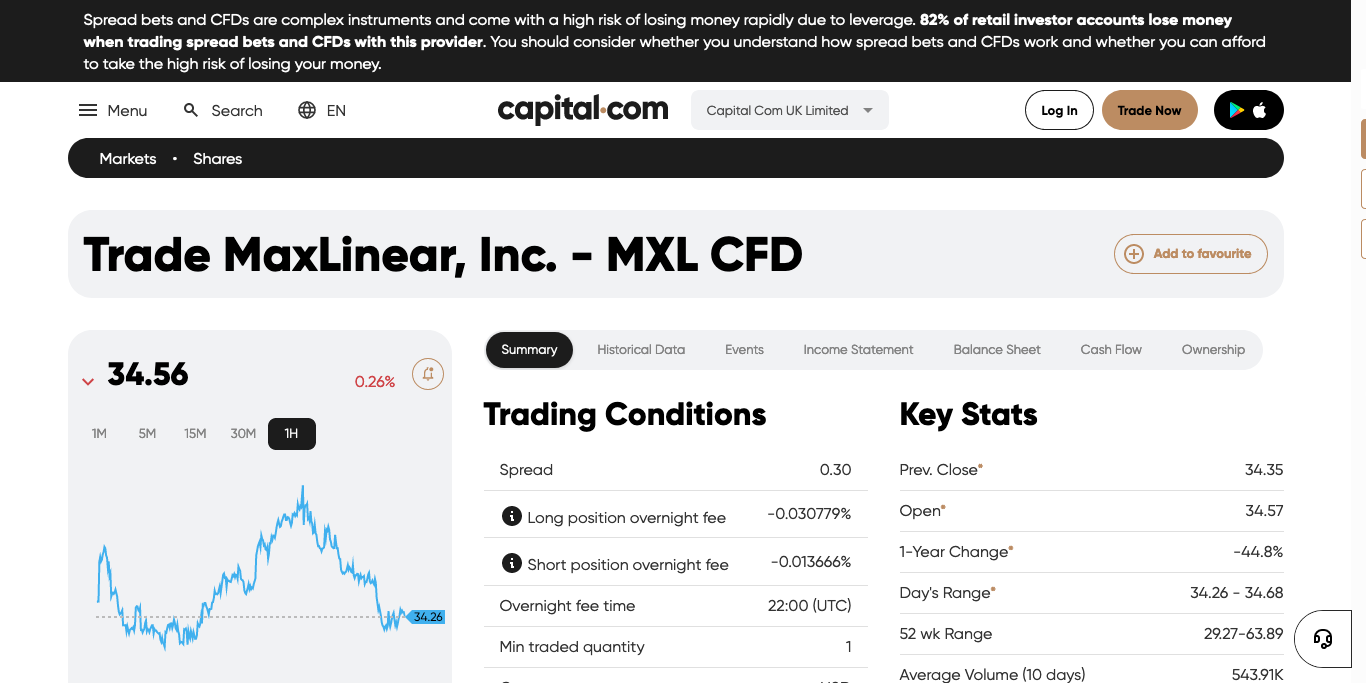 Spread bets and CFDs are complex instruments and come with a high risk of losing money rapidly due to leverage. 82% of retail investor accounts lose money
when trading spread bets and CFDs with this provider. You should consider whether you understand how spread bets and CFDs work and whether you can afford
to take the high risk of losing your money.
Menu
Search
EN
capital.com
Capital Com UK Limited
Log In
Trade Now
Markets • Shares
Trade MaxLinear, Inc. - MXL CFD
Add to favourite
34.56
0.26%
1M 5M 15M 30M 1H
34.26
Summary Historical Data Events Income Statement Balance Sheet Cash Flow Ownership
Trading Conditions
Spread 0.30
Long position overnight fee -0.030779%
Short position overnight fee -0.013666%
Overnight fee time 22:00 (UTC)
Min traded quantity 1
Key Stats
Prev. Close* 34.35
Open* 34.57
1-Year Change* -44.8%
Day's Range* 34.26 - 34.68
52 wk Range 29.27-63.89
Average Volume (10 days) 543.91K